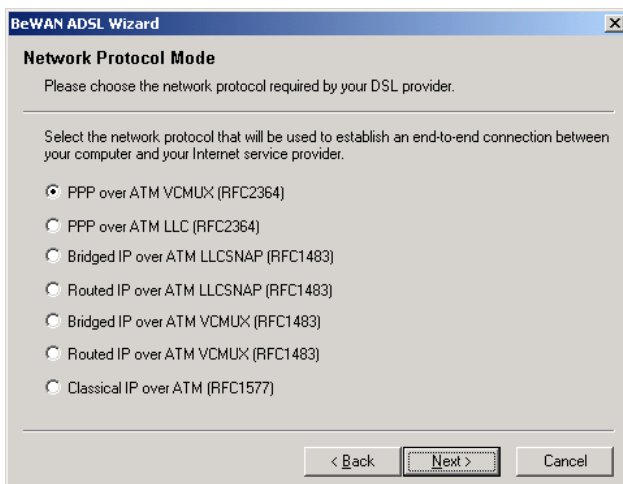 BeWAN ADSL Wizard
Network Protocol Mode
Please choose the network protocol required by your DSL provider.
Select the network protocol that will be used to establish an end-to-end connection between
your computer and your Internet service provider.
PPP over ATM VCMUX (RFC2364)
PPP over ATM LLC (RFC2364)
Bridged IP over ATM LLCSNAP (RFC1483)
Routed IP over ATM LLCSNAP (RFC1483)
Bridged IP over ATM VCMUX (RFC1483)
Routed IP over ATM VCMUX (RFC1483)
Classical IP over ATM (RFC1577)
< Back Next > Cancel